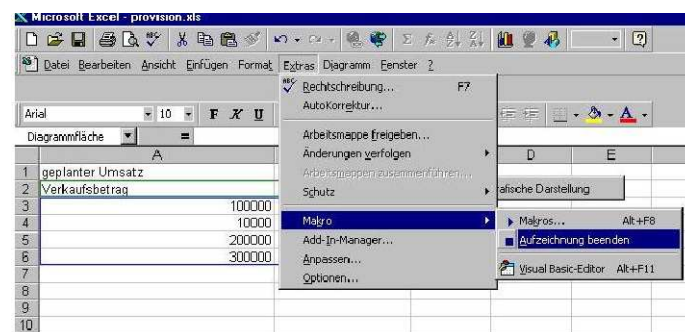 Microsoft Excel - provision.xls
Datei Bearbeiten Ansicht Einfügen Format Extras Diagramm Fenster ?
Arial 10 F K U
Diagrammfläche =
Rechtschreibung... F7
AutoKorrektur...
Arbeitsmappe freigeben...
Änderungen verfolgen
Arbeitsmappen zusammenführen...
Schutz
Makro
Add-In-Manager...
Anpassen...
Optionen...
Makros... Alt+F8
Aufzeichnung beenden
Visual Basic-Editor Alt+F11
A D E
1 geplanter Umsatz
2 Verkaufsbetrag
rafische Darstellung
3 100000
4 10000
5 200000
6 300000
7
8
9
10